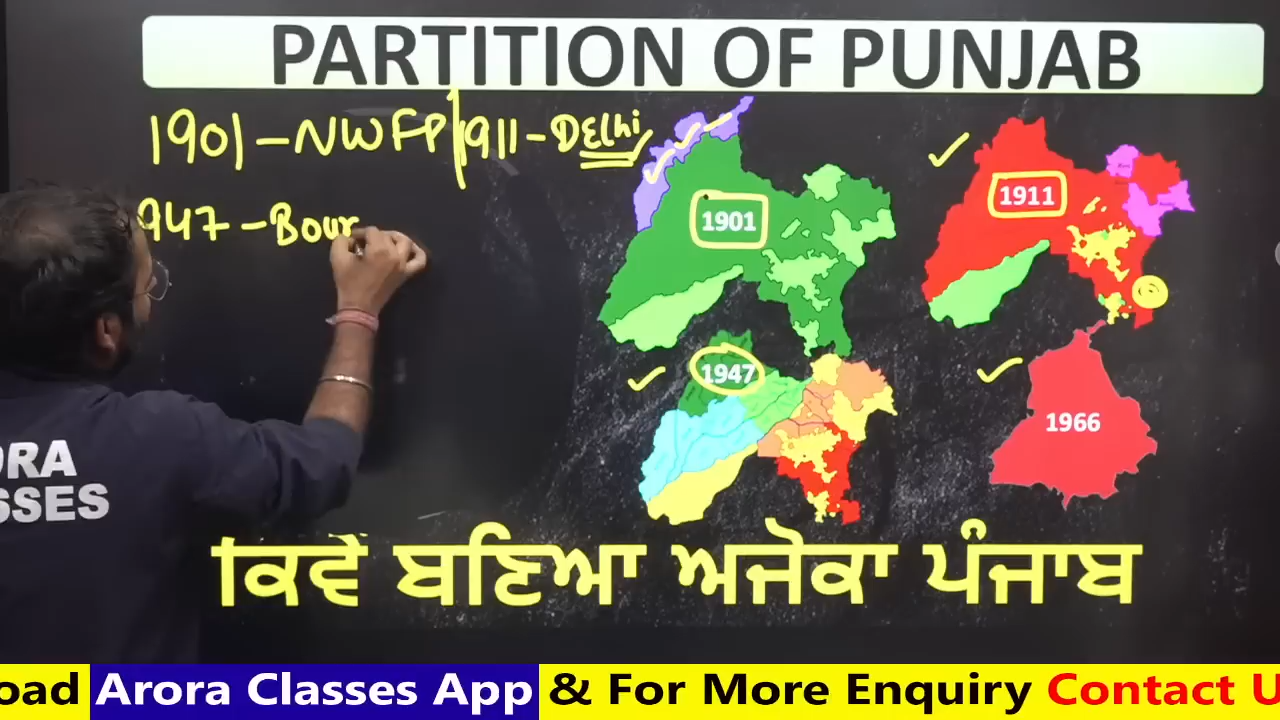 PARTITION OF PUNJAB
1901 - NWFP | 1911 - Delhi
947 - Bour
1901
1911
1947
1966
ORA
SSES
ਕਿਵੇਂ ਬਣਿਆ ਅਜੋਕਾ ਪੰਜਾਬ
oad Arora Classes App & For More Enquiry Contact U